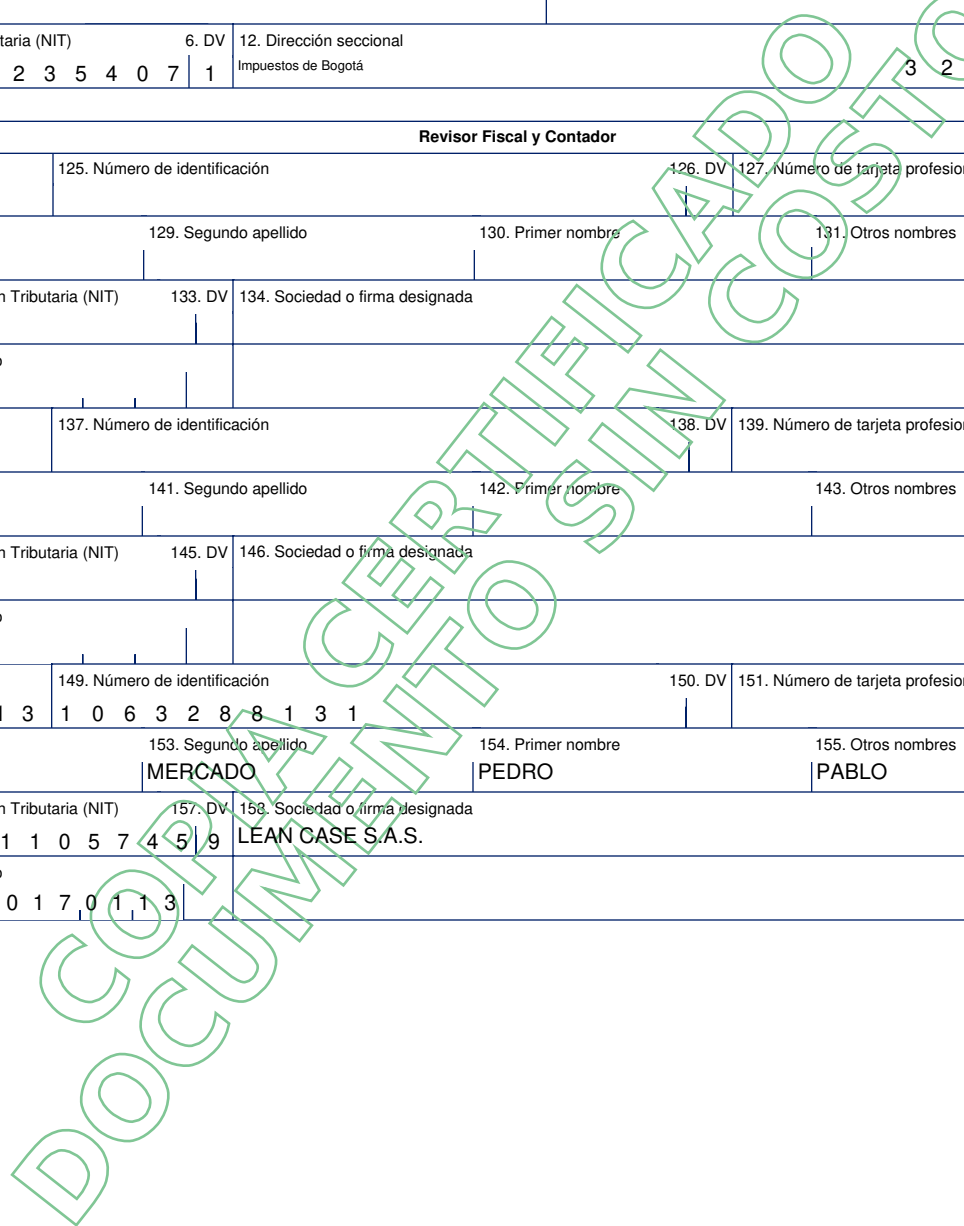 taria (NIT) 6. DV 12. Dirección seccional
2 3 5 4 0 7 1 Impuestos de Bogotá 3 2
Revisor Fiscal y Contador
125. Número de identificación 126. DV 127. Número de tarjeta profesion
129. Segundo apellido 130. Primer nombre 131. Otros nombres
n Tributaria (NIT) 133. DV 134. Sociedad o firma designada
o
137. Número de identificación 138. DV 139. Número de tarjeta profesion
141. Segundo apellido 142. Primer nombre 143. Otros nombres
n Tributaria (NIT) 145. DV 146. Sociedad o firma designada
o
149. Número de identificación 150. DV 151. Número de tarjeta profesion
1 3 1 0 6 3 2 8 8 1 3 1
153. Segundo apellido 154. Primer nombre 155. Otros nombres
MERCADO PEDRO PABLO
n Tributaria (NIT) 157. DV 158. Sociedad o firma designada
1 1 0 5 7 4 5 9 LEAN CASE S.A.S.
o
0 1 7 0 1 1 3
COPIA CERTIFICADO
DOCUMENTO SIN COSTO